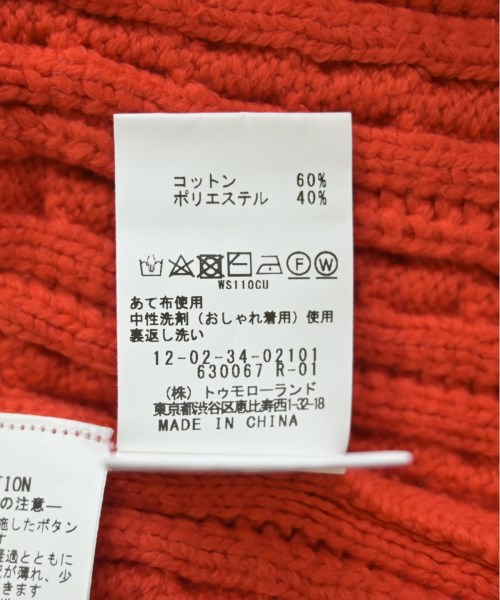 コットン 60%
ポリエステル 40%
F W
WS110CU
あて布使用
中性洗剤（おしゃれ着用）使用
裏返し洗い
12-02-34-02101
630067 R-01
（株）トゥモローランド
東京都渋谷区恵比寿西1-32-18
MADE IN CHINA
TION
の注意―
施したボタン
す
経過とともに
が薄れ、少
きます